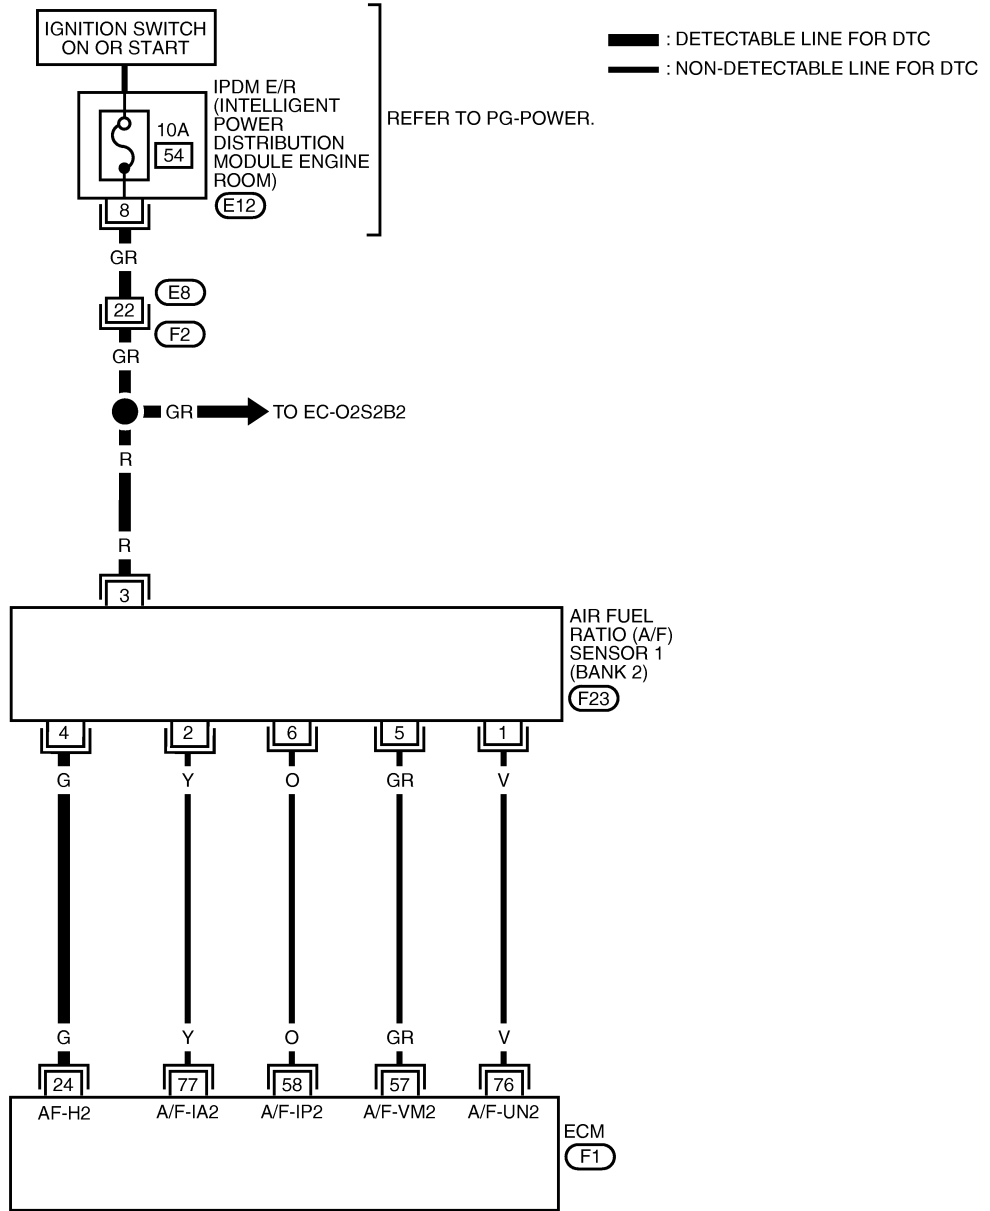 IGNITION SWITCH
ON OR START
: DETECTABLE LINE FOR DTC
: NON-DETECTABLE LINE FOR DTC
IPDM E/R
(INTELLIGENT
POWER
DISTRIBUTION
MODULE ENGINE
ROOM)
E12
10A
54
REFER TO PG-POWER.
8
GR
E8
22
F2
GR
GR
TO EC-O2S2B2
R
R
3
AIR FUEL
RATIO (A/F)
SENSOR 1
(BANK 2)
F23
4 2 6 5 1
G Y O GR V
G Y O GR V
24 77 58 57 76
AF-H2 A/F-IA2 A/F-IP2 A/F-VM2 A/F-UN2
ECM
F1